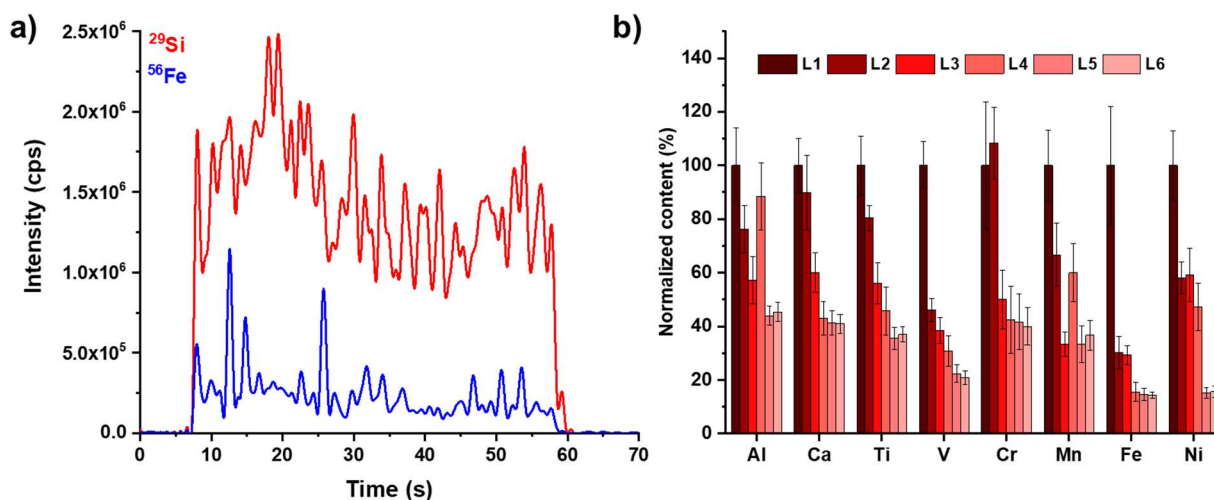 a)
²⁹Si
⁵⁶Fe
2.5x10⁶
2.0x10⁶
1.5x10⁶
1.0x10⁶
5.0x10⁵
0.0
Intensity (cps)
0 10 20 30 40 50 60 70
Time (s)
b)
L1 L2 L3 L4 L5 L6
140
120
100
80
60
40
20
0
Normalized content (%)
Al Ca Ti V Cr Mn Fe Ni